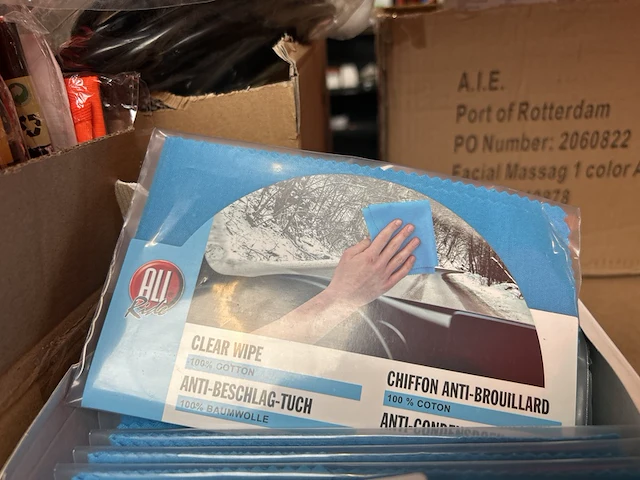 A.I.E.
Port of Rotterdam
PO Number: 2060822
Facial Massag 1 color
ALL
Ride
CLEAR WIPE
100% COTTON
ANTI-BESCHLAG-TUCH
100% BAUMWOLLE
CHIFFON ANTI-BROUILLARD
100 % COTON